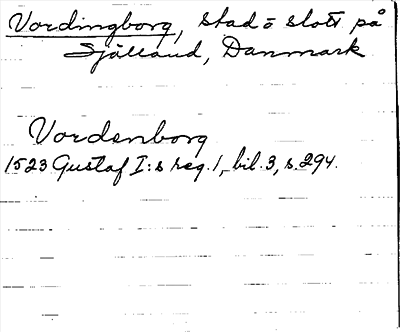 Vordingborg, stad o slott på
Själland, Danmark
Vordenborg
1523 Gustaf I:s reg. 1, bil. 3, s. 294.